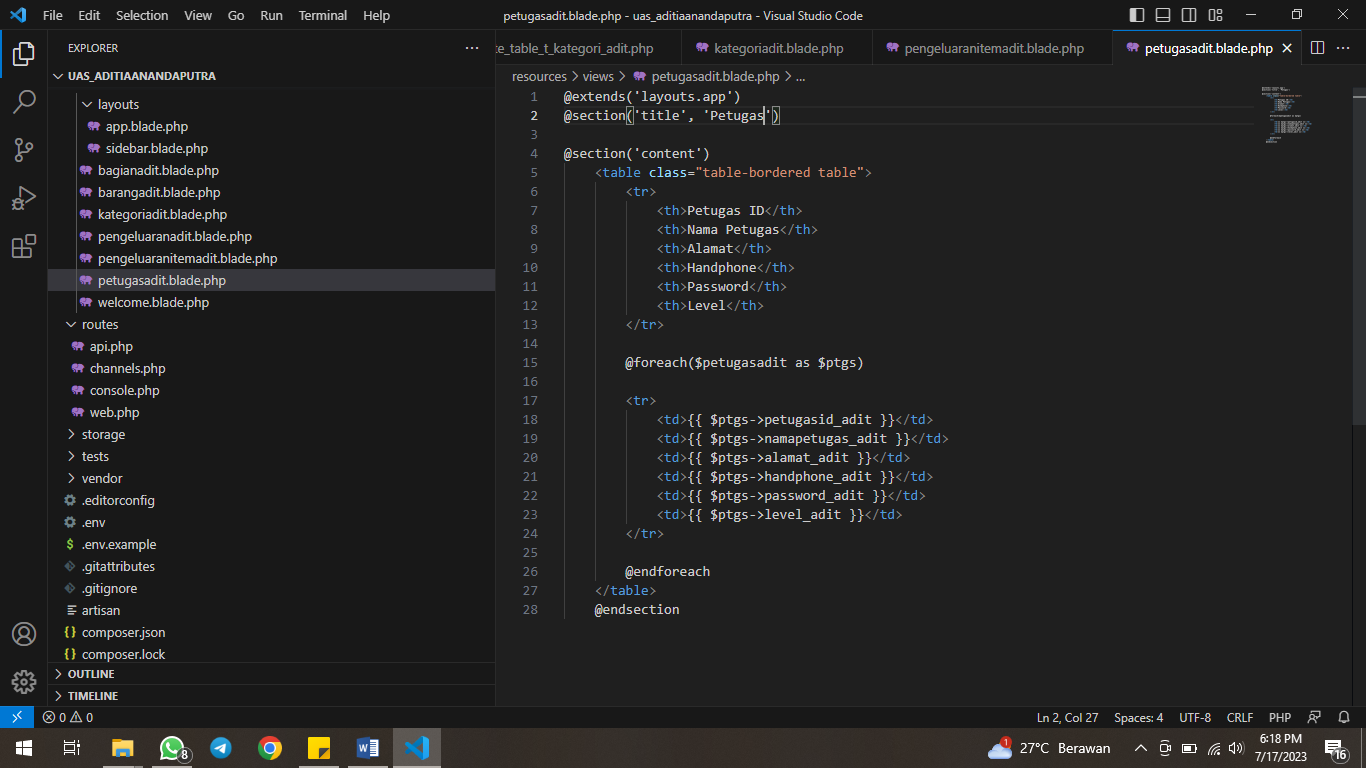 File Edit Selection View Go Run Terminal Help
petugasadit.blade.php - uas_aditiaanandaputra - Visual Studio Code
EXPLORER
UAS_ADITIAANANDAPUTRA
layouts
app.blade.php
sidebar.blade.php
bagianadit.blade.php
barangadit.blade.php
kategoriadit.blade.php
pengeluaranadit.blade.php
pengeluaranitemadit.blade.php
petugasadit.blade.php
welcome.blade.php
routes
api.php
channels.php
console.php
web.php
storage
tests
vendor
.editorconfig
.env
.env.example
.gitattributes
.gitignore
artisan
composer.json
composer.lock
OUTLINE
TIMELINE
te_table_t_kategori_adit.php kategoriadit.blade.php pengeluaranitemadit.blade.php petugasadit.blade.php
resources > views > petugasadit.blade.php > ...
1 @extends('layouts.app')
2 @section('title', 'Petugas')
3
4 @section('content')
5 <table class="table-bordered table">
6 <tr>
7 <th>Petugas ID</th>
8 <th>Nama Petugas</th>
9 <th>Alamat</th>
10 <th>Handphone</th>
11 <th>Password</th>
12 <th>Level</th>
13 </tr>
14
15 @foreach($petugasadit as $ptgs)
16
17 <tr>
18 <td>{{ $ptgs->petugasid_adit }}</td>
19 <td>{{ $ptgs->namapetugas_adit }}</td>
20 <td>{{ $ptgs->alamat_adit }}</td>
21 <td>{{ $ptgs->handphone_adit }}</td>
22 <td>{{ $ptgs->password_adit }}</td>
23 <td>{{ $ptgs->level_adit }}</td>
24 </tr>
25
26 @endforeach
27 </table>
28 @endsection
0 0
Ln 2, Col 27 Spaces: 4 UTF-8 CRLF PHP
8
1
27°C Berawan
6:18 PM
7/17/2023
16